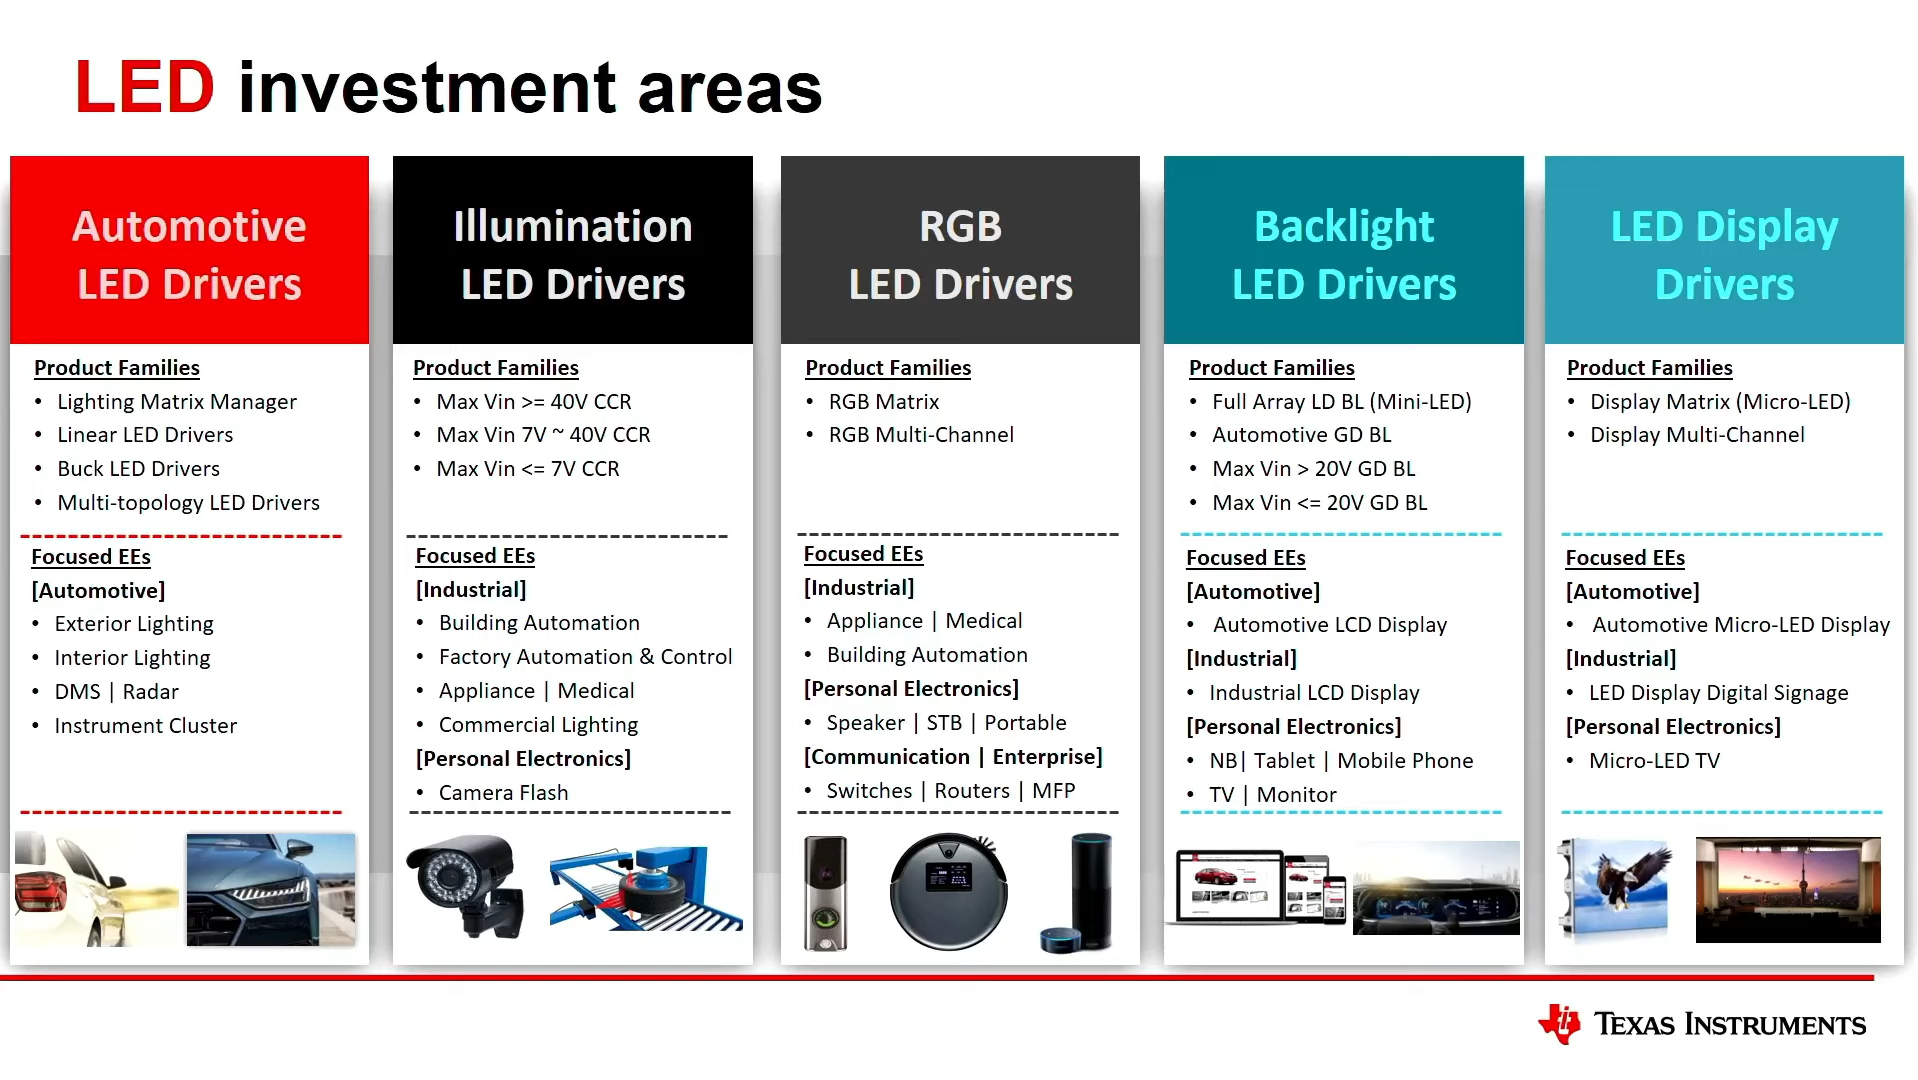 LED investment areas
Automotive
LED Drivers
Product Families
• Lighting Matrix Manager
• Linear LED Drivers
• Buck LED Drivers
• Multi-topology LED Drivers
Focused EEs
[Automotive]
• Exterior Lighting
• Interior Lighting
• DMS | Radar
• Instrument Cluster
Illumination
LED Drivers
Product Families
• Max Vin >= 40V CCR
• Max Vin 7V ~ 40V CCR
• Max Vin <= 7V CCR
Focused EEs
[Industrial]
• Building Automation
• Factory Automation & Control
• Appliance | Medical
• Commercial Lighting
[Personal Electronics]
• Camera Flash
RGB
LED Drivers
Product Families
• RGB Matrix
• RGB Multi-Channel
Focused EEs
[Industrial]
• Appliance | Medical
• Building Automation
[Personal Electronics]
• Speaker | STB | Portable
[Communication | Enterprise]
• Switches | Routers | MFP
Backlight
LED Drivers
Product Families
• Full Array LD BL (Mini-LED)
• Automotive GD BL
• Max Vin > 20V GD BL
• Max Vin <= 20V GD BL
Focused EEs
[Automotive]
• Automotive LCD Display
[Industrial]
• Industrial LCD Display
[Personal Electronics]
• NB| Tablet | Mobile Phone
• TV | Monitor
LED Display
Drivers
Product Families
• Display Matrix (Micro-LED)
• Display Multi-Channel
Focused EEs
[Automotive]
• Automotive Micro-LED Display
[Industrial]
• LED Display Digital Signage
[Personal Electronics]
• Micro-LED TV
TEXAS INSTRUMENTS